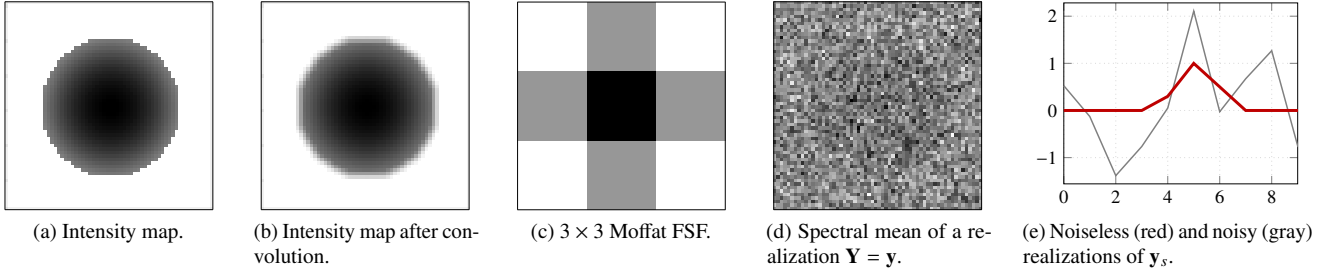 2
1
0
−1
0 2 4 6 8
(a) Intensity map.
(b) Intensity map after con-
volution.
(c) 3 × 3 Moffat FSF.
(d) Spectral mean of a re-
alization Y = y.
(e) Noiseless (red) and noisy (gray)
realizations of yₛ.